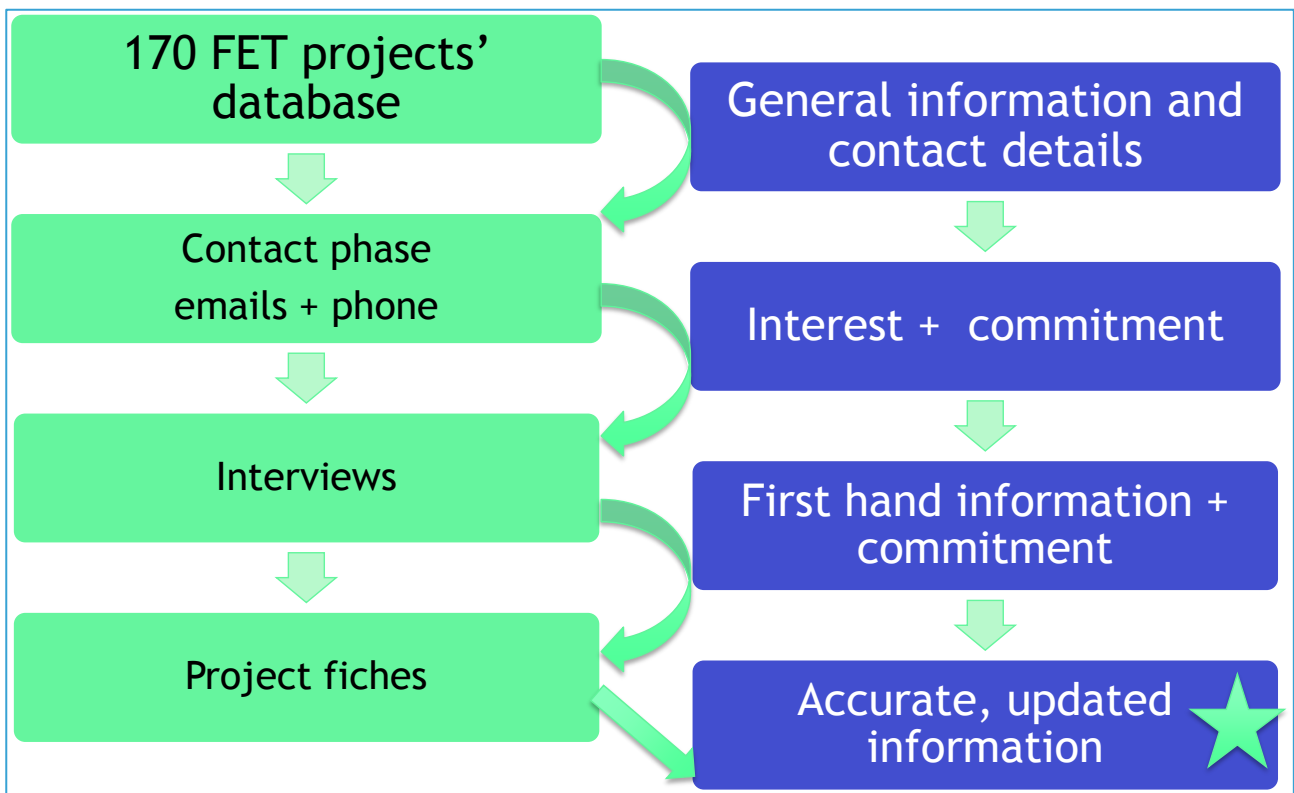 170 FET projects’
database
General information and
contact details
Contact phase
emails + phone
Interest + commitment
Interviews
First hand information +
commitment
Project fiches
Accurate, updated
information